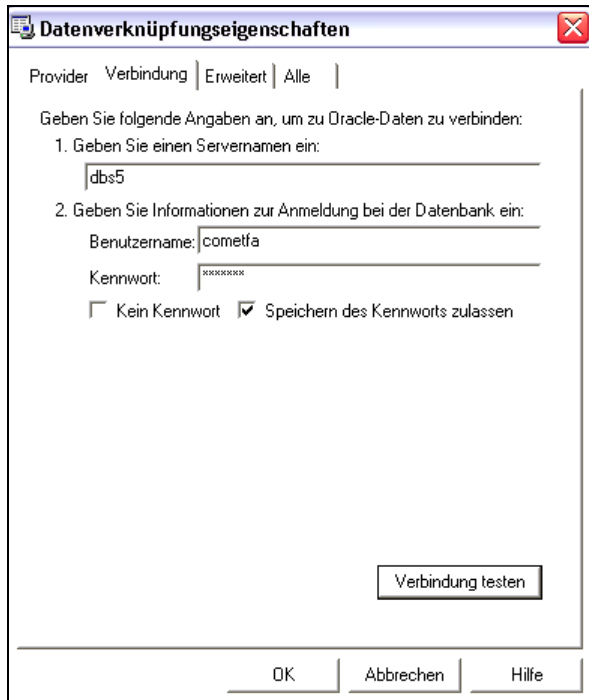 Datenverknüpfungseigenschaften
Provider Verbindung Erweitert Alle
Geben Sie folgende Angaben an, um zu Oracle-Daten zu verbinden:
1. Geben Sie einen Servernamen ein:
dbs5
2. Geben Sie Informationen zur Anmeldung bei der Datenbank ein:
Benutzername: cometfa
Kennwort: *******
Kein Kennwort Speichern des Kennworts zulassen
Verbindung testen
OK Abbrechen Hilfe